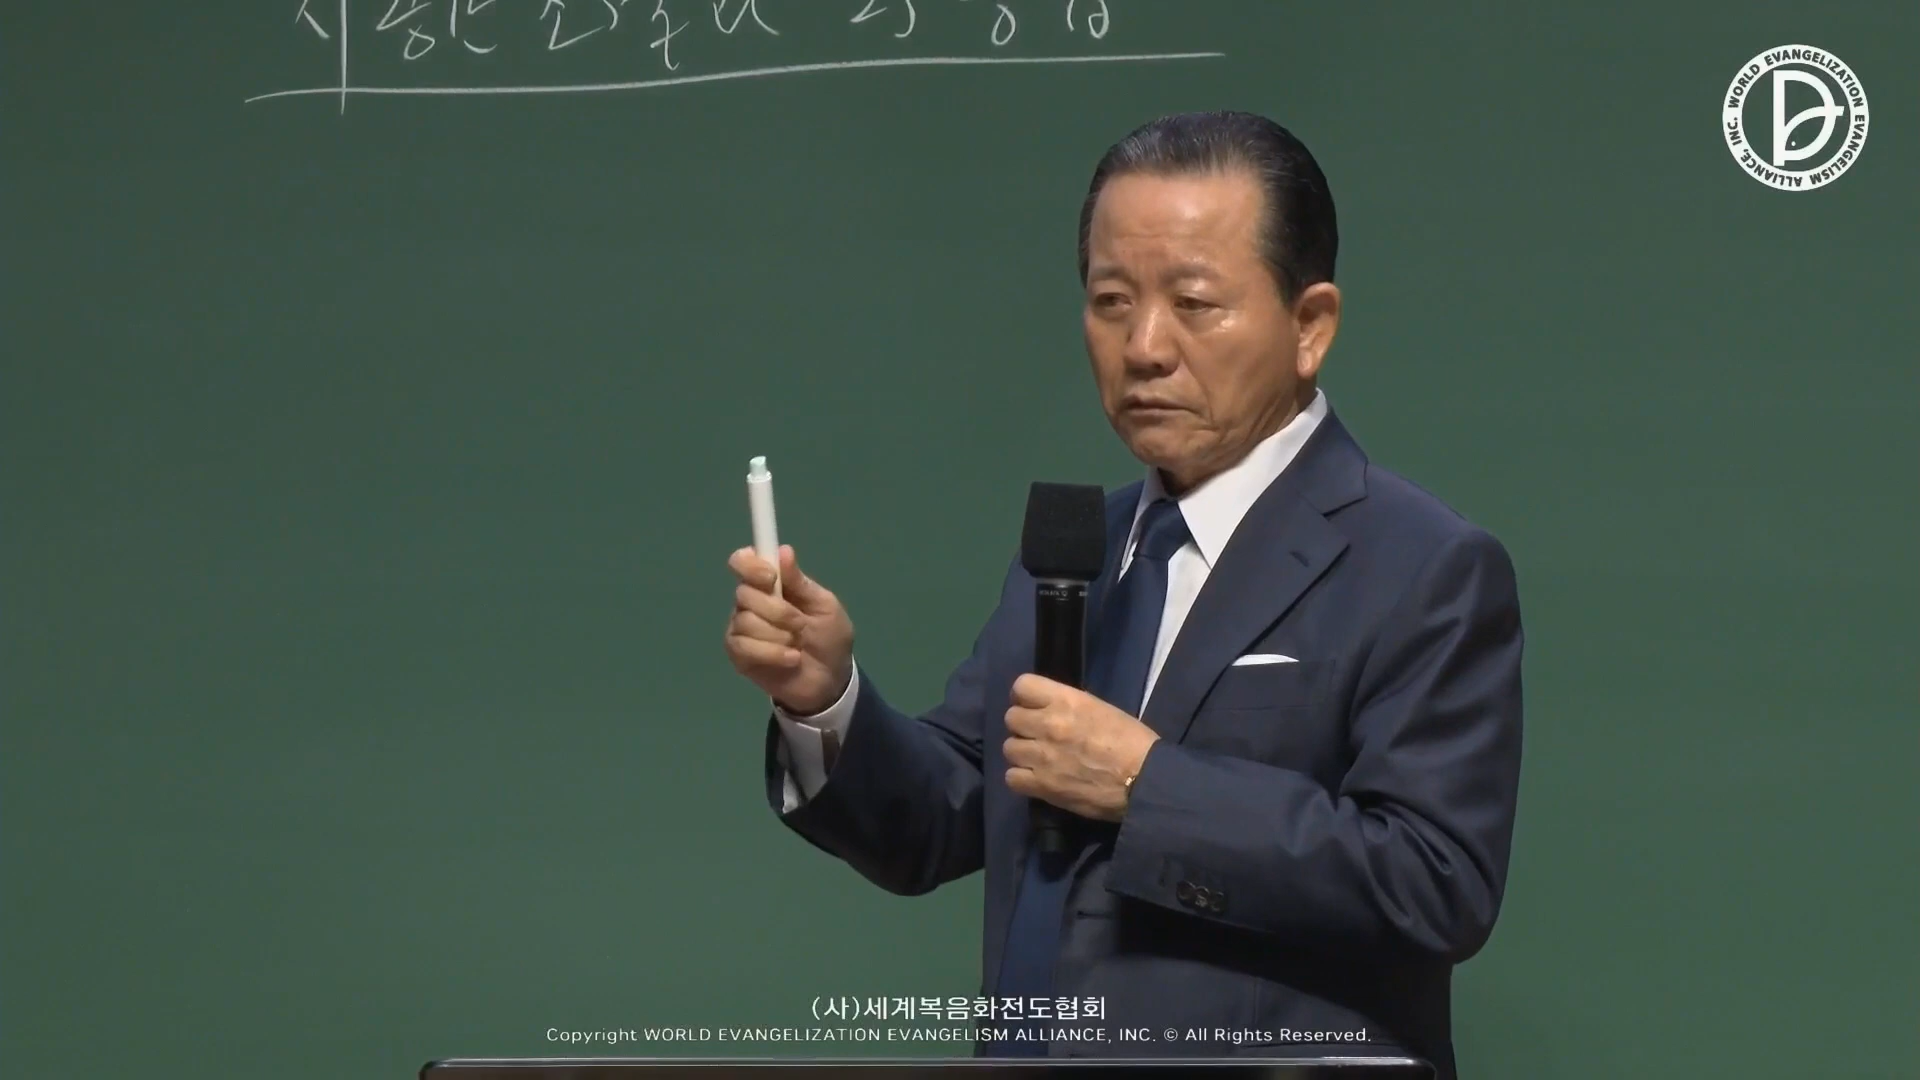 WORLD EVANGELIZATION EVANGELISM ALLIANCE, INC.
(사)세계복음화전도협회
Copyright WORLD EVANGELIZATION EVANGELISM ALLIANCE, INC. © All Rights Reserved.